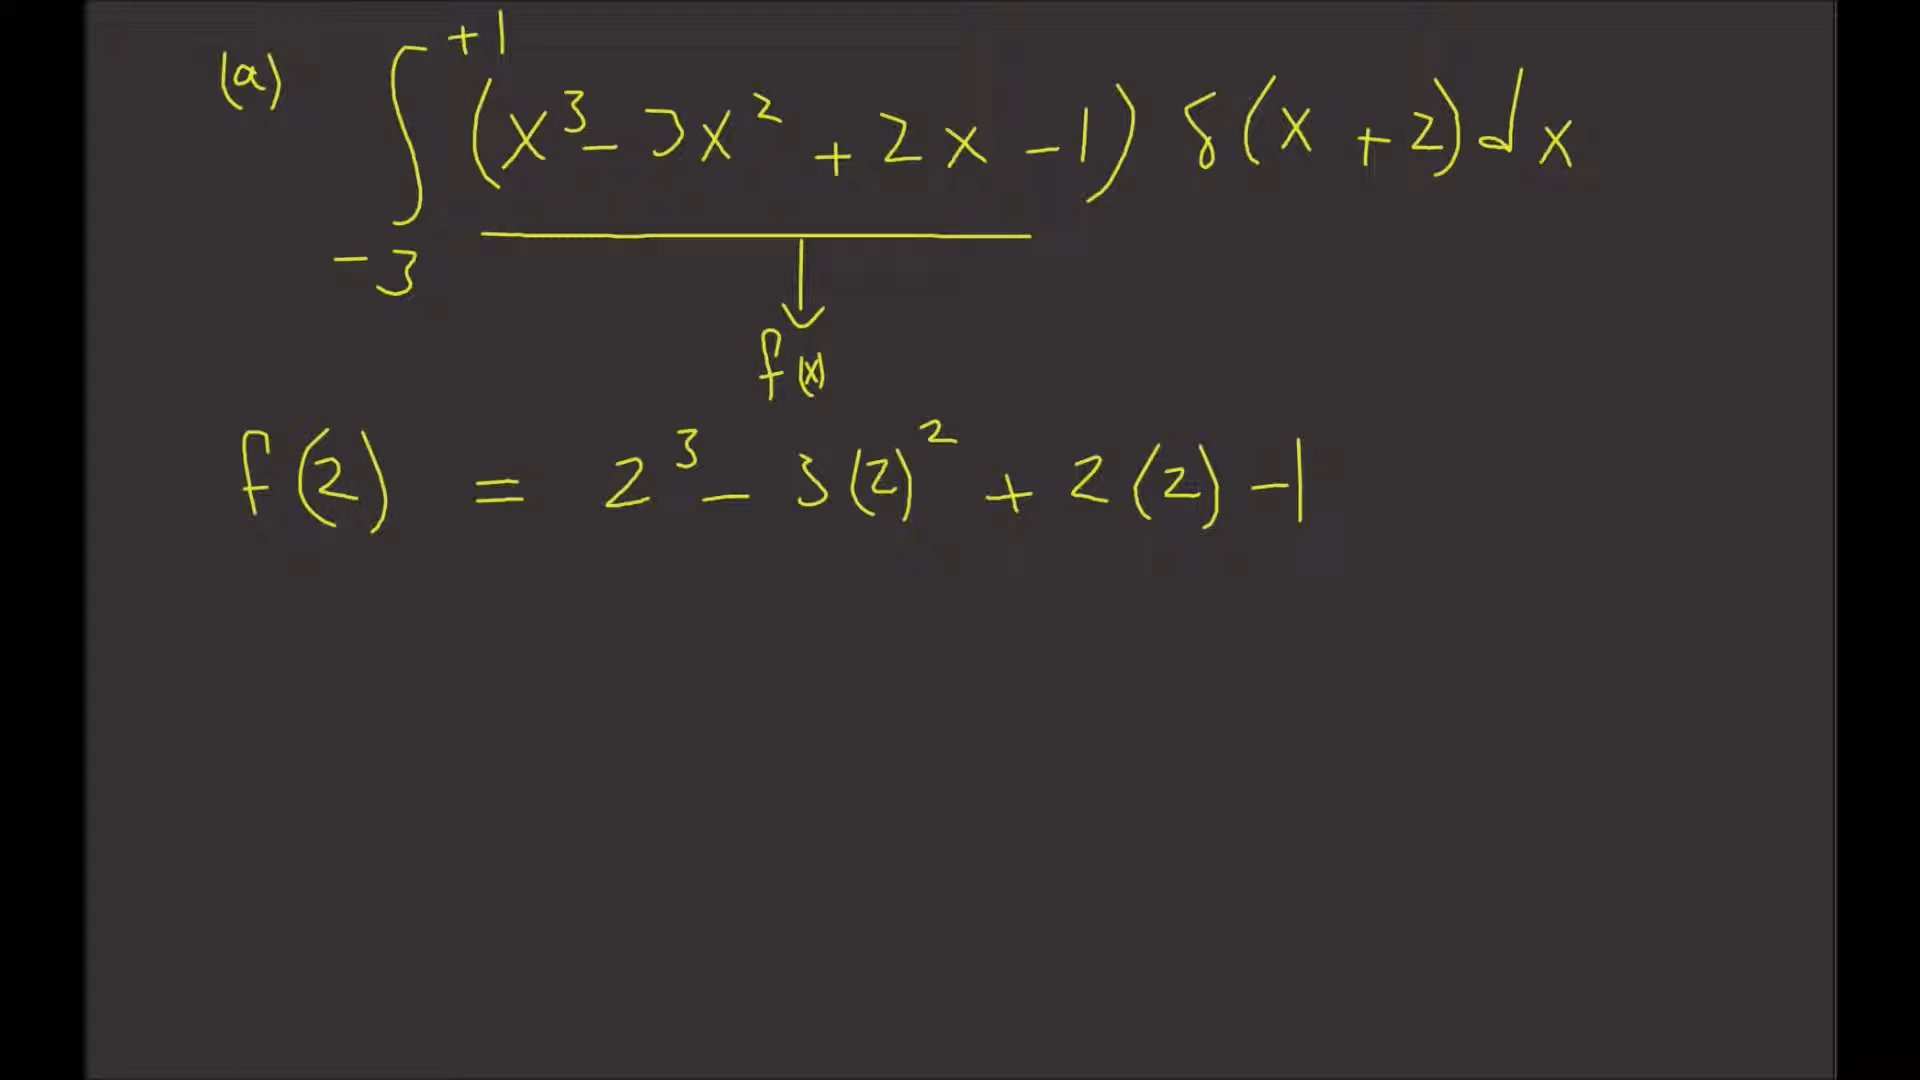 (a) ∫₋₃⁺¹ (x³ - 3x² + 2x - 1) δ(x + 2) dx
f(x)
f(2) = 2³ - 3(2)² + 2(2) - 1